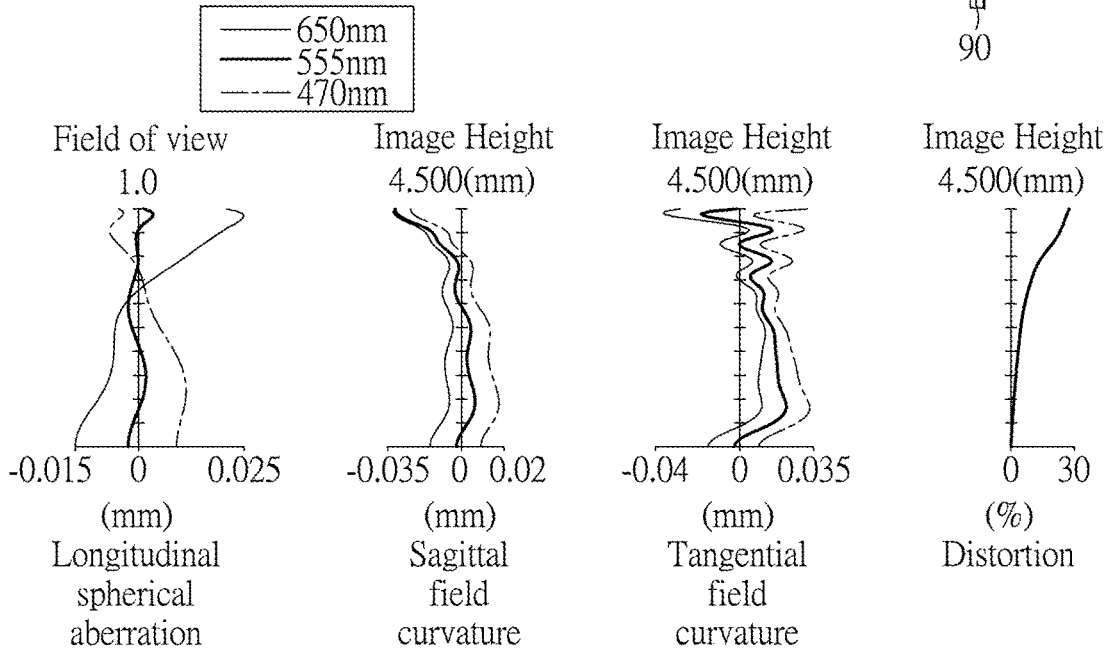 90
650nm
555nm
470nm
Field of view
1.0
Image Height
4.500(mm)
Image Height
4.500(mm)
Image Height
4.500(mm)
-0.015 0 0.025
(mm)
Longitudinal
spherical
aberration
-0.035 0 0.02
(mm)
Sagittal
field
curvature
-0.04 0 0.035
(mm)
Tangential
field
curvature
0 30
(%)
Distortion